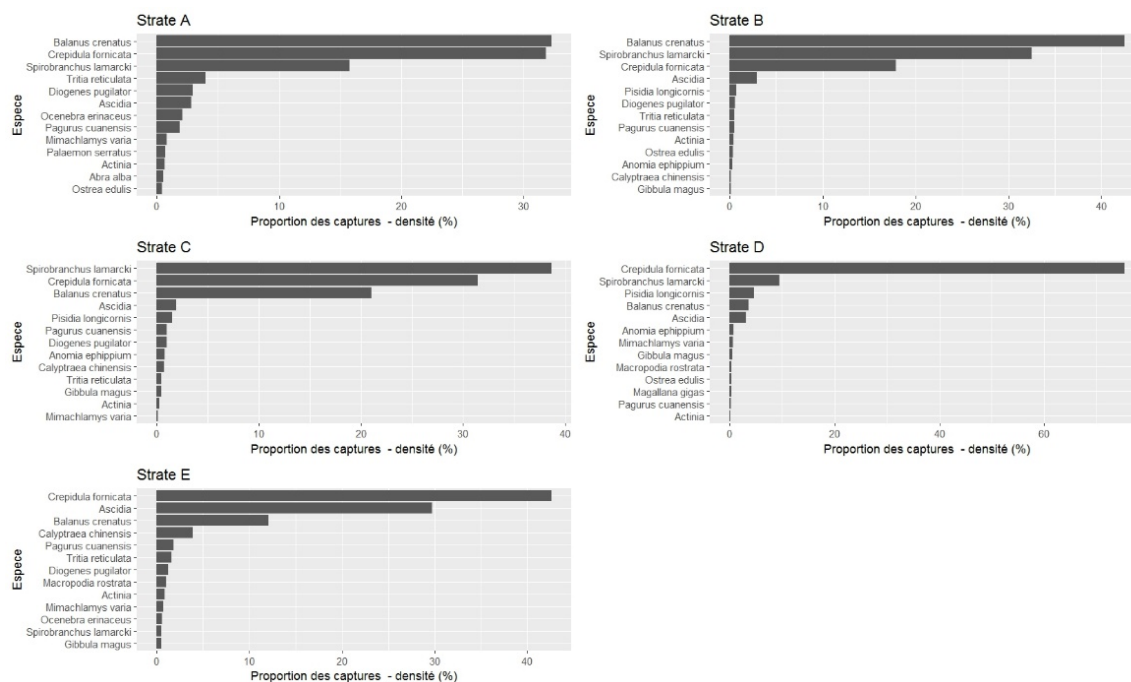 Strate A
Espece
Balanus crenatus
Crepidula fornicata
Spirobranchus lamarcki
Tritia reticulata
Diogenes pugilator
Ascidia
Ocenebra erinaceus
Pagurus cuanensis
Mimachlamys varia
Palaemon serratus
Actinia
Abra alba
Ostrea edulis
0 10 20 30
Proportion des captures - densité (%)
Strate B
Espece
Balanus crenatus
Spirobranchus lamarcki
Crepidula fornicata
Ascidia
Pisidia longicornis
Diogenes pugilator
Tritia reticulata
Pagurus cuanensis
Actinia
Ostrea edulis
Anomia ephippium
Calyptraea chinensis
Gibbula magus
0 10 20 30 40
Proportion des captures - densité (%)
Strate C
Espece
Spirobranchus lamarcki
Crepidula fornicata
Balanus crenatus
Ascidia
Pisidia longicornis
Pagurus cuanensis
Diogenes pugilator
Anomia ephippium
Calyptraea chinensis
Tritia reticulata
Gibbula magus
Actinia
Mimachlamys varia
0 10 20 30 40
Proportion des captures - densité (%)
Strate D
Espece
Crepidula fornicata
Spirobranchus lamarcki
Pisidia longicornis
Balanus crenatus
Ascidia
Anomia ephippium
Mimachlamys varia
Gibbula magus
Macropodia rostrata
Ostrea edulis
Magallana gigas
Pagurus cuanensis
Actinia
0 20 40 60
Proportion des captures - densité (%)
Strate E
Espece
Crepidula fornicata
Ascidia
Balanus crenatus
Calyptraea chinensis
Pagurus cuanensis
Tritia reticulata
Diogenes pugilator
Macropodia rostrata
Actinia
Mimachlamys varia
Ocenebra erinaceus
Spirobranchus lamarcki
Gibbula magus
0 10 20 30 40
Proportion des captures - densité (%)